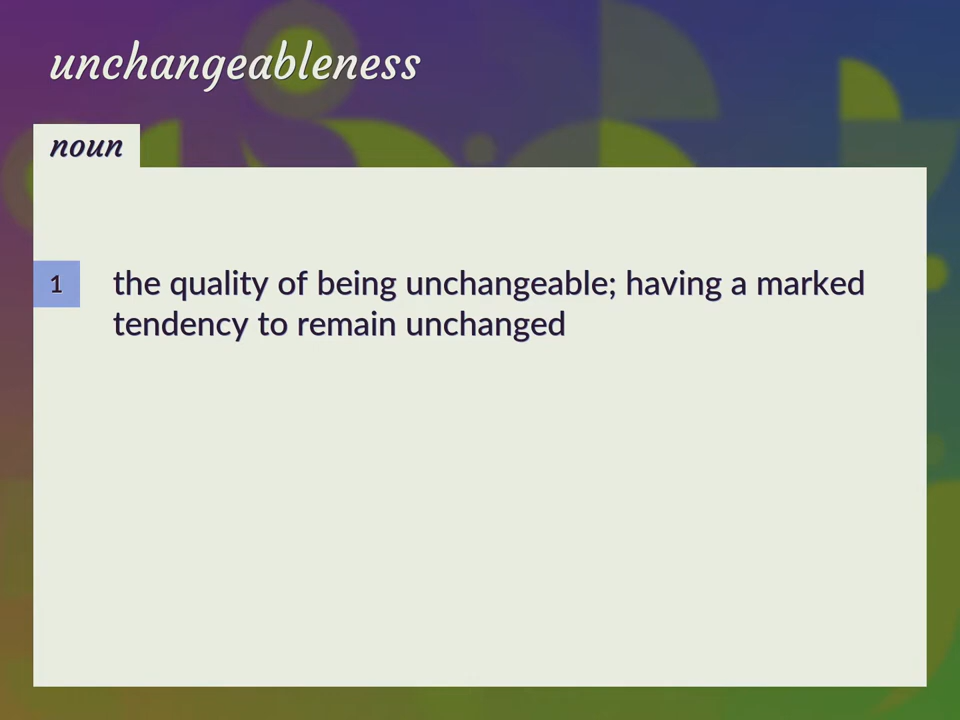 unchangeableness
noun
1
the quality of being unchangeable; having a marked
tendency to remain unchanged